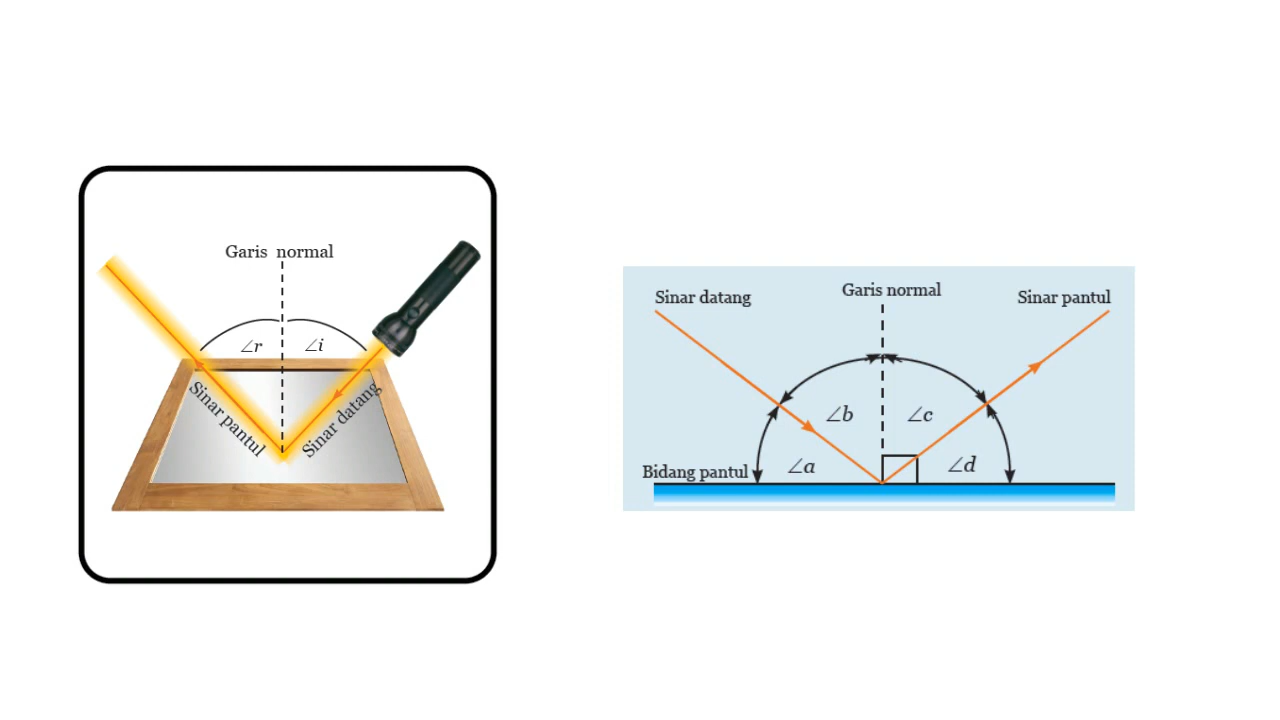 Garis normal
∠r
∠i
Sinar pantul
Sinar datang
Sinar datang
Garis normal
Sinar pantul
∠b
∠c
∠a
∠d
Bidang pantul